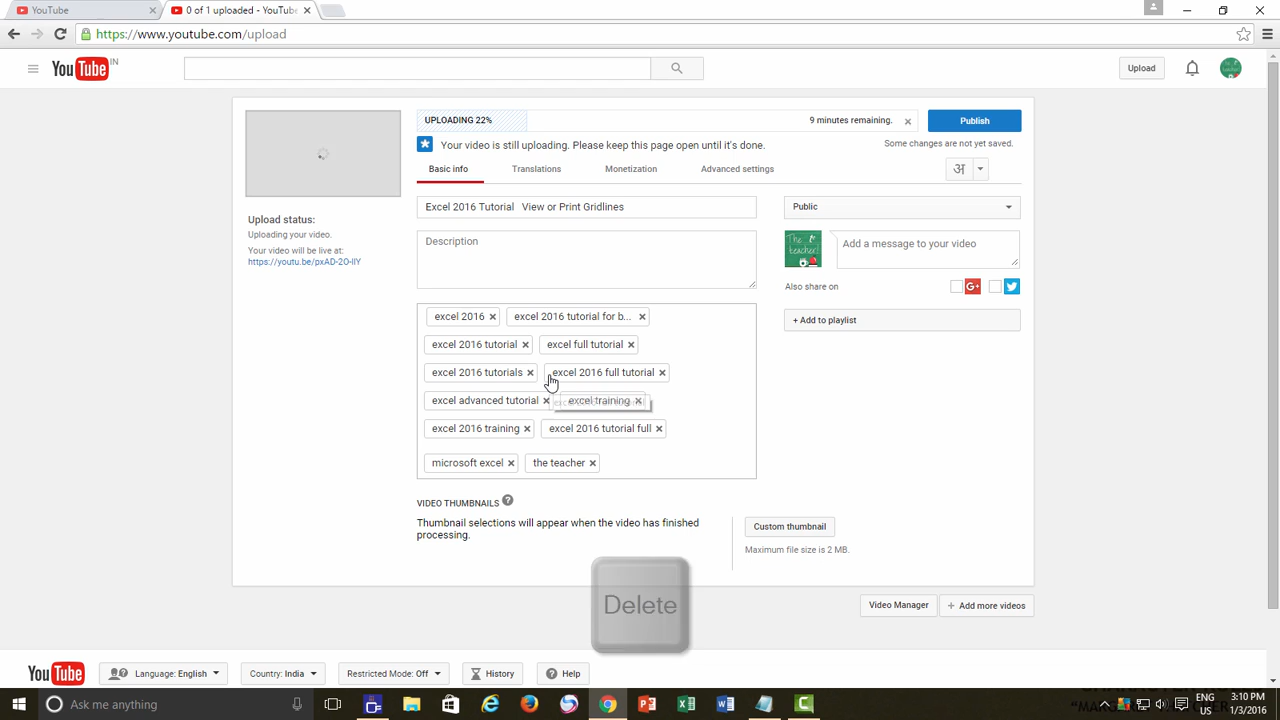 YouTube
0 of 1 uploaded - YouTub
https://www.youtube.com/upload
YouTube IN
Upload
UPLOADING 22%
9 minutes remaining.
Publish
Your video is still uploading. Please keep this page open until it's done.
Some changes are not yet saved.
Basic info
Translations
Monetization
Advanced settings
अ
Upload status:
Uploading your video.
Your video will be live at:
https://youtu.be/pxAD-2O-IIY
Excel 2016 Tutorial View or Print Gridlines
Public
Description
The teacher!
Add a message to your video
Also share on
G+
+ Add to playlist
excel 2016 excel 2016 tutorial for b...
excel 2016 tutorial excel full tutorial
excel 2016 tutorials excel 2016 full tutorial
excel advanced tutorial excel training
excel 2016 training excel 2016 tutorial full
microsoft excel the teacher
VIDEO THUMBNAILS ?
Thumbnail selections will appear when the video has finished
processing.
Custom thumbnail
Maximum file size is 2 MB.
Delete
Video Manager
+ Add more videos
YouTube
Language: English
Country: India
Restricted Mode: Off
History
Help
Ask me anything
ENG
US
3:10 PM
1/3/2016